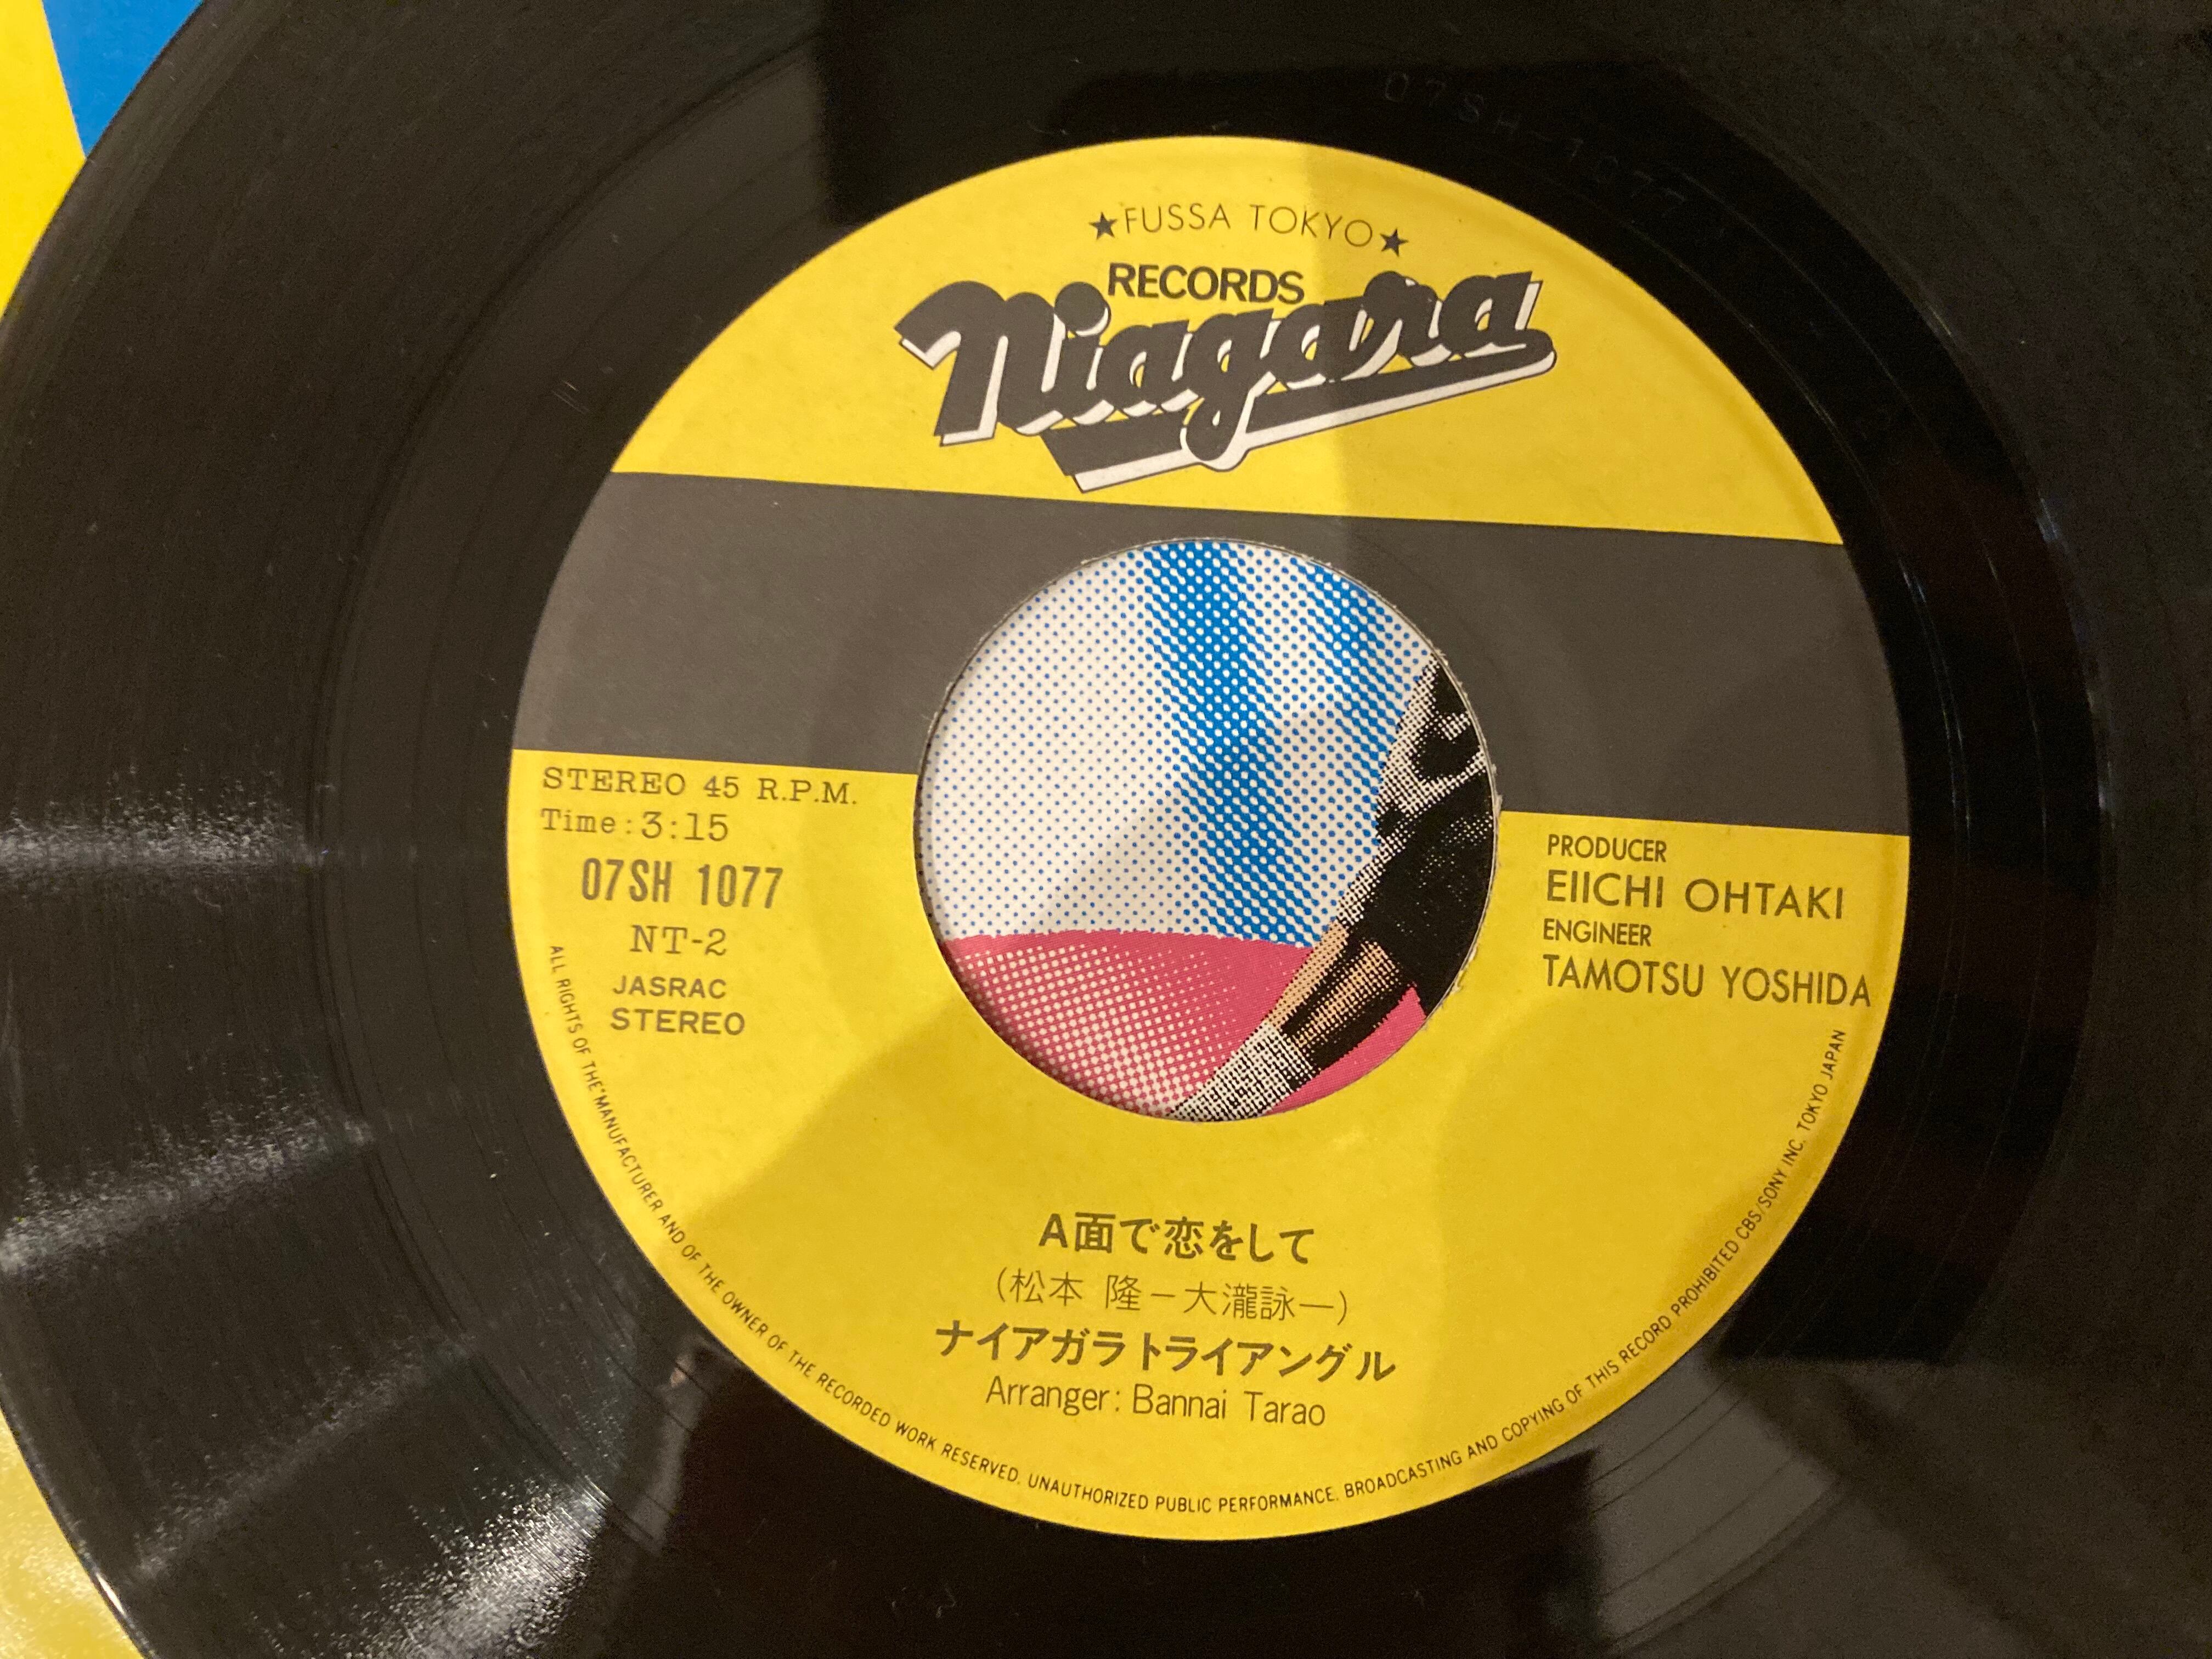 07SH-1077
★FUSSA TOKYO★
RECORDS
Niagara
STEREO 45 R.P.M.
Time : 3:15
07SH 1077
NT-2
JASRAC
STEREO
PRODUCER
EIICHI OHTAKI
ENGINEER
TAMOTSU YOSHIDA
A面で恋をして
(松本 隆－大瀧詠一)
ナイアガラ トライアングル
Arranger : Bannai Tarao
ALL RIGHTS OF THE MANUFACTURER AND OF THE OWNER OF THE RECORDED WORK RESERVED. UNAUTHORIZED PUBLIC PERFORMANCE. BROADCASTING AND COPYING OF THIS RECORD PROHIBITED CBS/SONY INC. TOKYO JAPAN